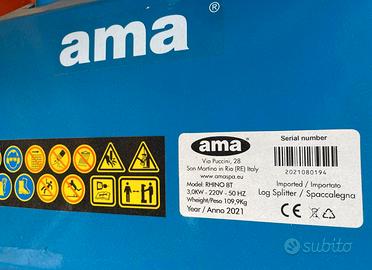 ama®
ama
Via Puccini, 28
San Martino in Rio (RE) Italy
www.amaspa.eu
Model: RHINO 8T
3,0KW - 220V - 50 HZ
Wheight/Peso 109,9Kg
Year / Anno 2021
Serial number
2021080194
Imported / Importato
Log Splitter / Spaccalegna
CE
subito